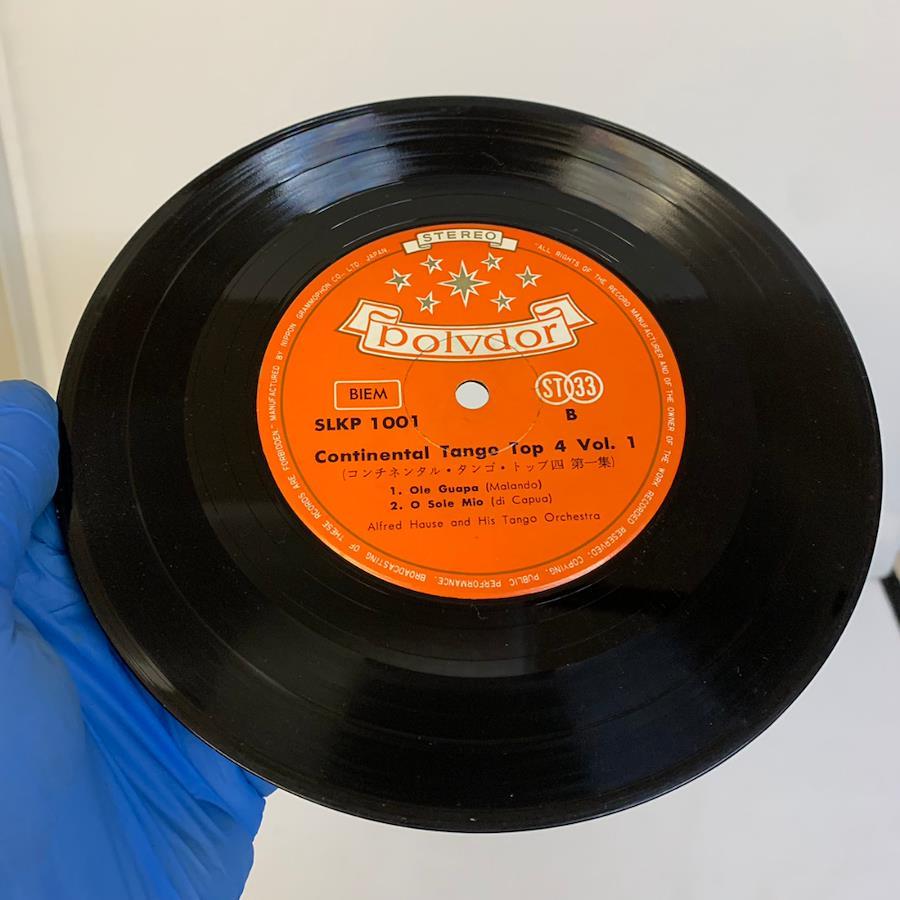 STEREO
polydor
BIEM
ST 33
SLKP 1001
B
Continental Tango Top 4 Vol. 1
(コンチネンタル・タンゴ・トップ四 第一集)
1. Ole Guapa (Malando)
2. O Sole Mio (di Capua)
Alfred Hause and His Tango Orchestra
"ALL RIGHTS OF THE RECORD MANUFACTURER AND OF THE OWNER OF THE WORK RECORDED RESERVED. COPYING, PUBLIC PERFORMANCE, BROADCASTING OF THESE RECORDS ARE FORBIDDEN." MANUFACTURED BY NIPPON GRAMMOPHON CO., LTD. JAPAN.